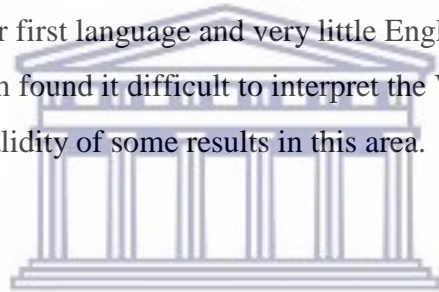 r first language and very little Engl
found it difficult to interpret the
lidity of some results in this area.